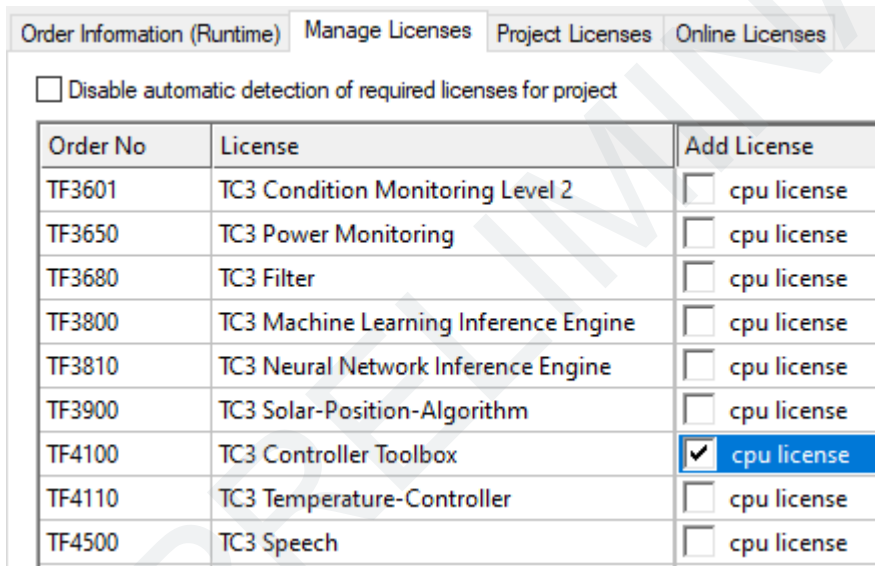 Order Information (Runtime) Manage Licenses Project Licenses Online Licenses
Disable automatic detection of required licenses for project
Order No License Add License
TF3601 TC3 Condition Monitoring Level 2 cpu license
TF3650 TC3 Power Monitoring cpu license
TF3680 TC3 Filter cpu license
TF3800 TC3 Machine Learning Inference Engine cpu license
TF3810 TC3 Neural Network Inference Engine cpu license
TF3900 TC3 Solar-Position-Algorithm cpu license
TF4100 TC3 Controller Toolbox cpu license
TF4110 TC3 Temperature-Controller cpu license
TF4500 TC3 Speech cpu license